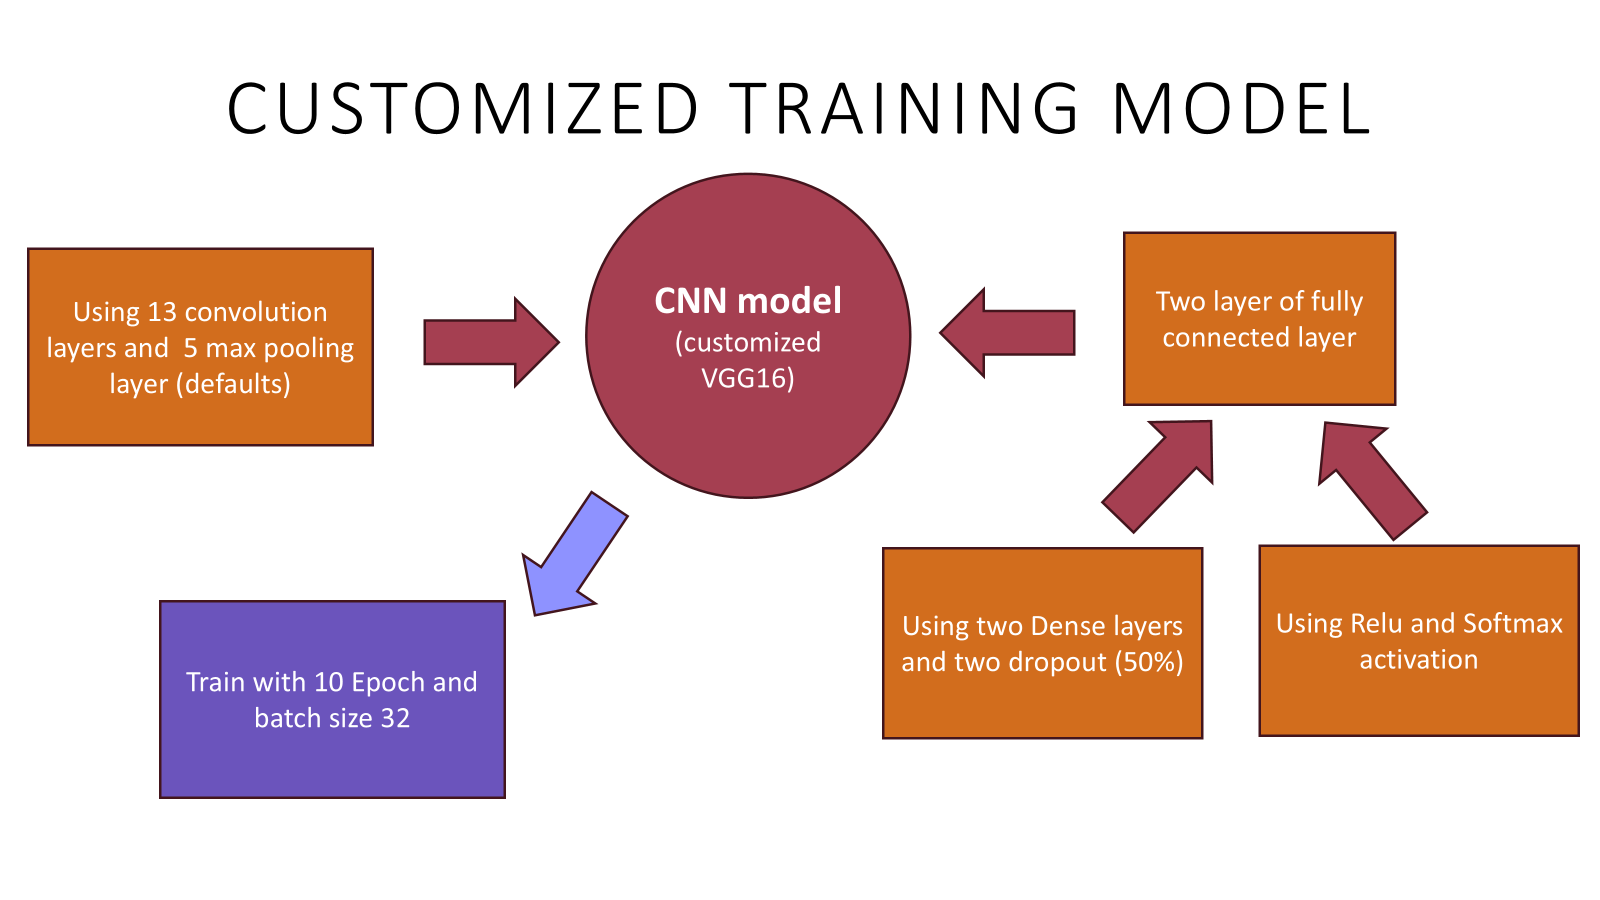 CUSTOMIZED TRAINING MODEL
Using 13 convolution
layers and  5 max pooling
layer (defaults)
CNN model
(customized
VGG16)
Two layer of fully
connected layer
Train with 10 Epoch and
batch size 32
Using two Dense layers
and two dropout (50%)
Using Relu and Softmax
activation